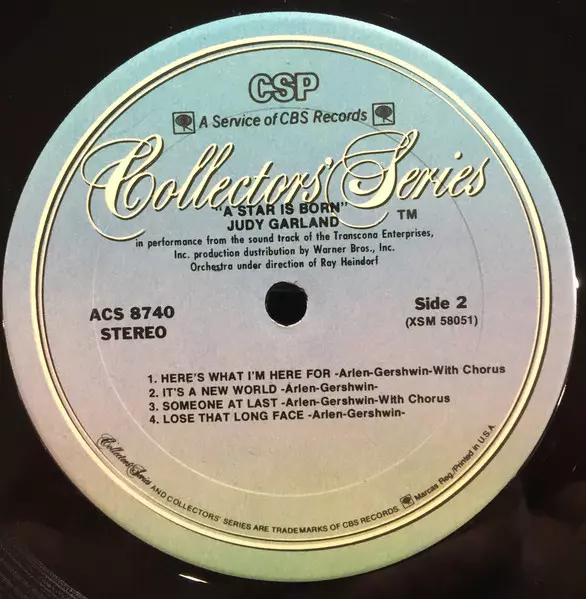 CSP
A Service of CBS Records
Collectors' Series
"A STAR IS BORN"
JUDY GARLAND
TM
in performance from the sound track of the Transcona Enterprises,
Inc. production distribution by Warner Bros., Inc.
Orchestra under direction of Ray Heindorf
ACS 8740
STEREO
Side 2
(XSM 58051)
1. HERE'S WHAT I'M HERE FOR -Arlen-Gershwin-With Chorus
2. IT'S A NEW WORLD -Arlen-Gershwin-
3. SOMEONE AT LAST -Arlen-Gershwin-With Chorus
4. LOSE THAT LONG FACE -Arlen-Gershwin-
Collectors' Series AND COLLECTORS' SERIES ARE TRADEMARKS OF CBS RECORDS Marcas Reg./Printed in U.S.A